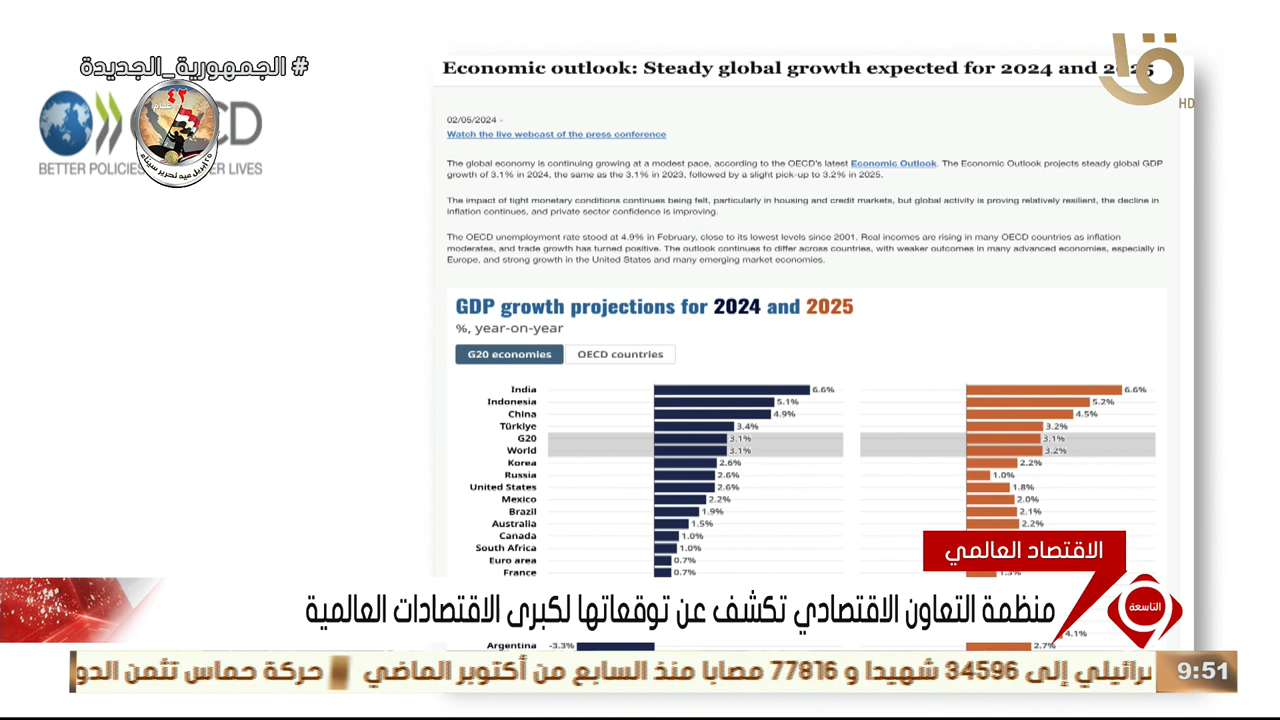 # الجمهورية_الجديدة
HD
٤٢
عام
٢٥ ابريل عيد تحرير سيناء
CD
BETTER POLICIES
ER LIVES
Economic outlook: Steady global growth expected for 2024 and
02/05/2024 -
Watch the live webcast of the press conference
The global economy is continuing growing at a modest pace, according to the OECD's latest Economic Outlook. The Economic Outlook projects steady global GDP
growth of 3.1% in 2024, the same as the 3.1% in 2023, followed by a slight pick-up to 3.2% in 2025.
The impact of tight monetary conditions continues being felt, particularly in housing and credit markets, but global activity is proving relatively resilient, the decline in
inflation continues, and private sector confidence is improving.
The OECD unemployment rate stood at 4.9% in February, close to its lowest levels since 2001. Real incomes are rising in many OECD countries as inflation
moderates, and trade growth has turned positive. The outlook continues to differ across countries, with weaker outcomes in many advanced economies, especially in
Europe, and strong growth in the United States and many emerging market economies.
GDP growth projections for 2024 and 2025
%, year-on-year
G20 economies OECD countries
India 6.6% 6.6%
Indonesia 5.1% 5.2%
China 4.9% 4.5%
Türkiye 3.4% 3.2%
G20 3.1% 3.1%
World 3.1% 3.2%
Korea 2.6% 2.2%
Russia 2.6% 1.0%
United States 2.6% 1.8%
Mexico 2.2% 2.0%
Brazil 1.9% 2.1%
Australia 1.5% 2.2%
Canada 1.0%
South Africa 1.0%
Euro area 0.7%
France 0.7%
4.1%
Argentina -3.3% 2.7%
الاقتصاد العالمي
التاسعة
منظمة التعاون الاقتصادي تكشف عن توقعاتها لكبرى الاقتصادات العالمية
رائيلي إلى 34596 شهيدا و 77816 مصابا منذ السابع من أكتوبر الماضي حركة حماس تثمن الدو
9:51